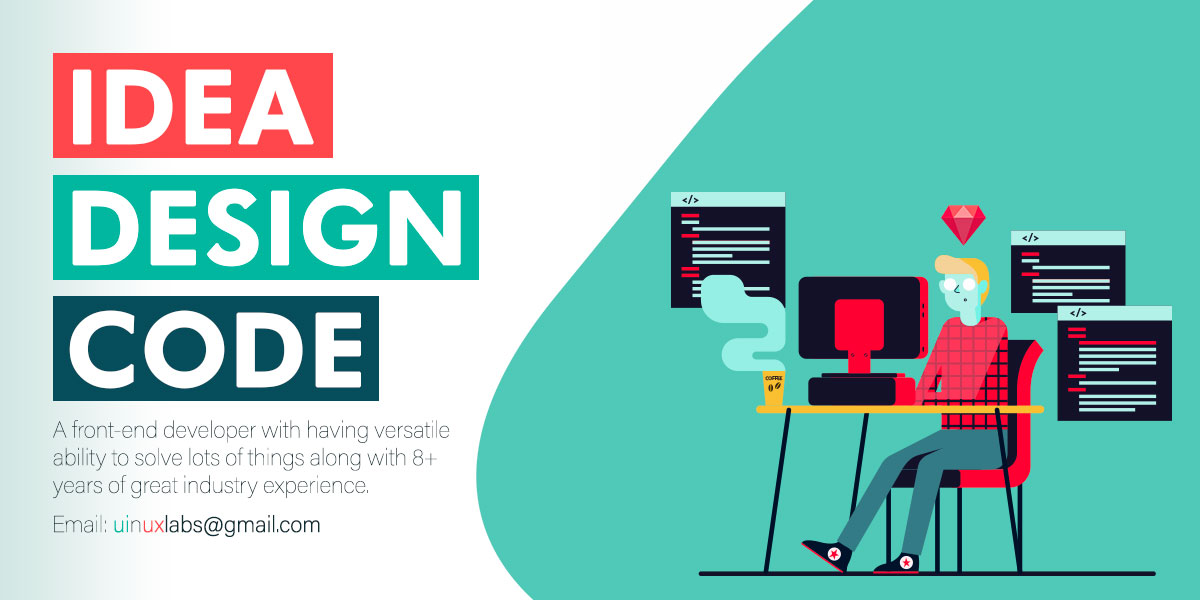 IDEA
DESIGN
CODE
A front-end developer with having versatile
ability to solve lots of things along with 8+
years of great industry experience.
Email: uinuxlabs@gmail.com
</>
</>
</>
COFFEE